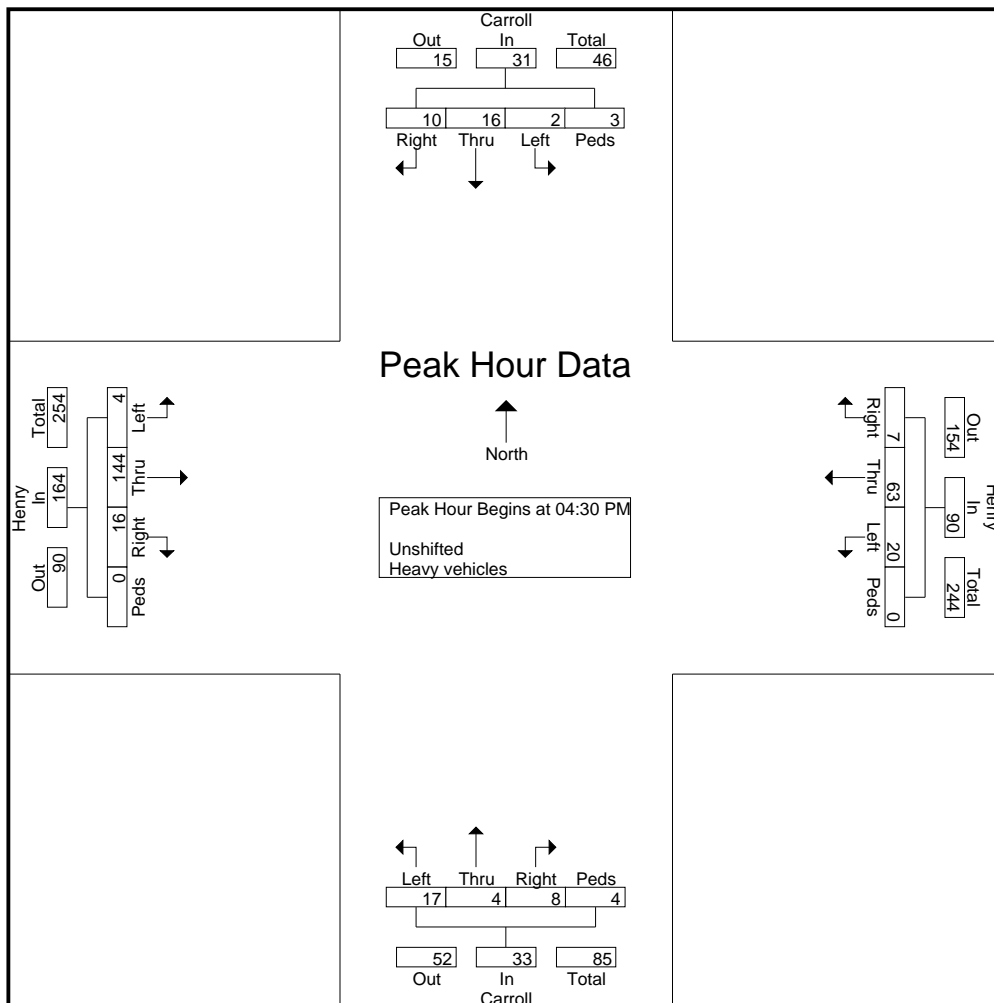 Carroll
Out In Total
15 31 46
10 16 2 3
Right Thru Left Peds
Peak Hour Data
North
Peak Hour Begins at 04:30 PM
Unshifted
Heavy vehicles
Henry
Total In Out
254 164 90
4 144 16 0
Left Thru Right Peds
Henry
Out In Total
154 90 244
7 63 20 0
Right Thru Left Peds
Left Thru Right Peds
17 4 8 4
52 33 85
Out In Total
Carroll